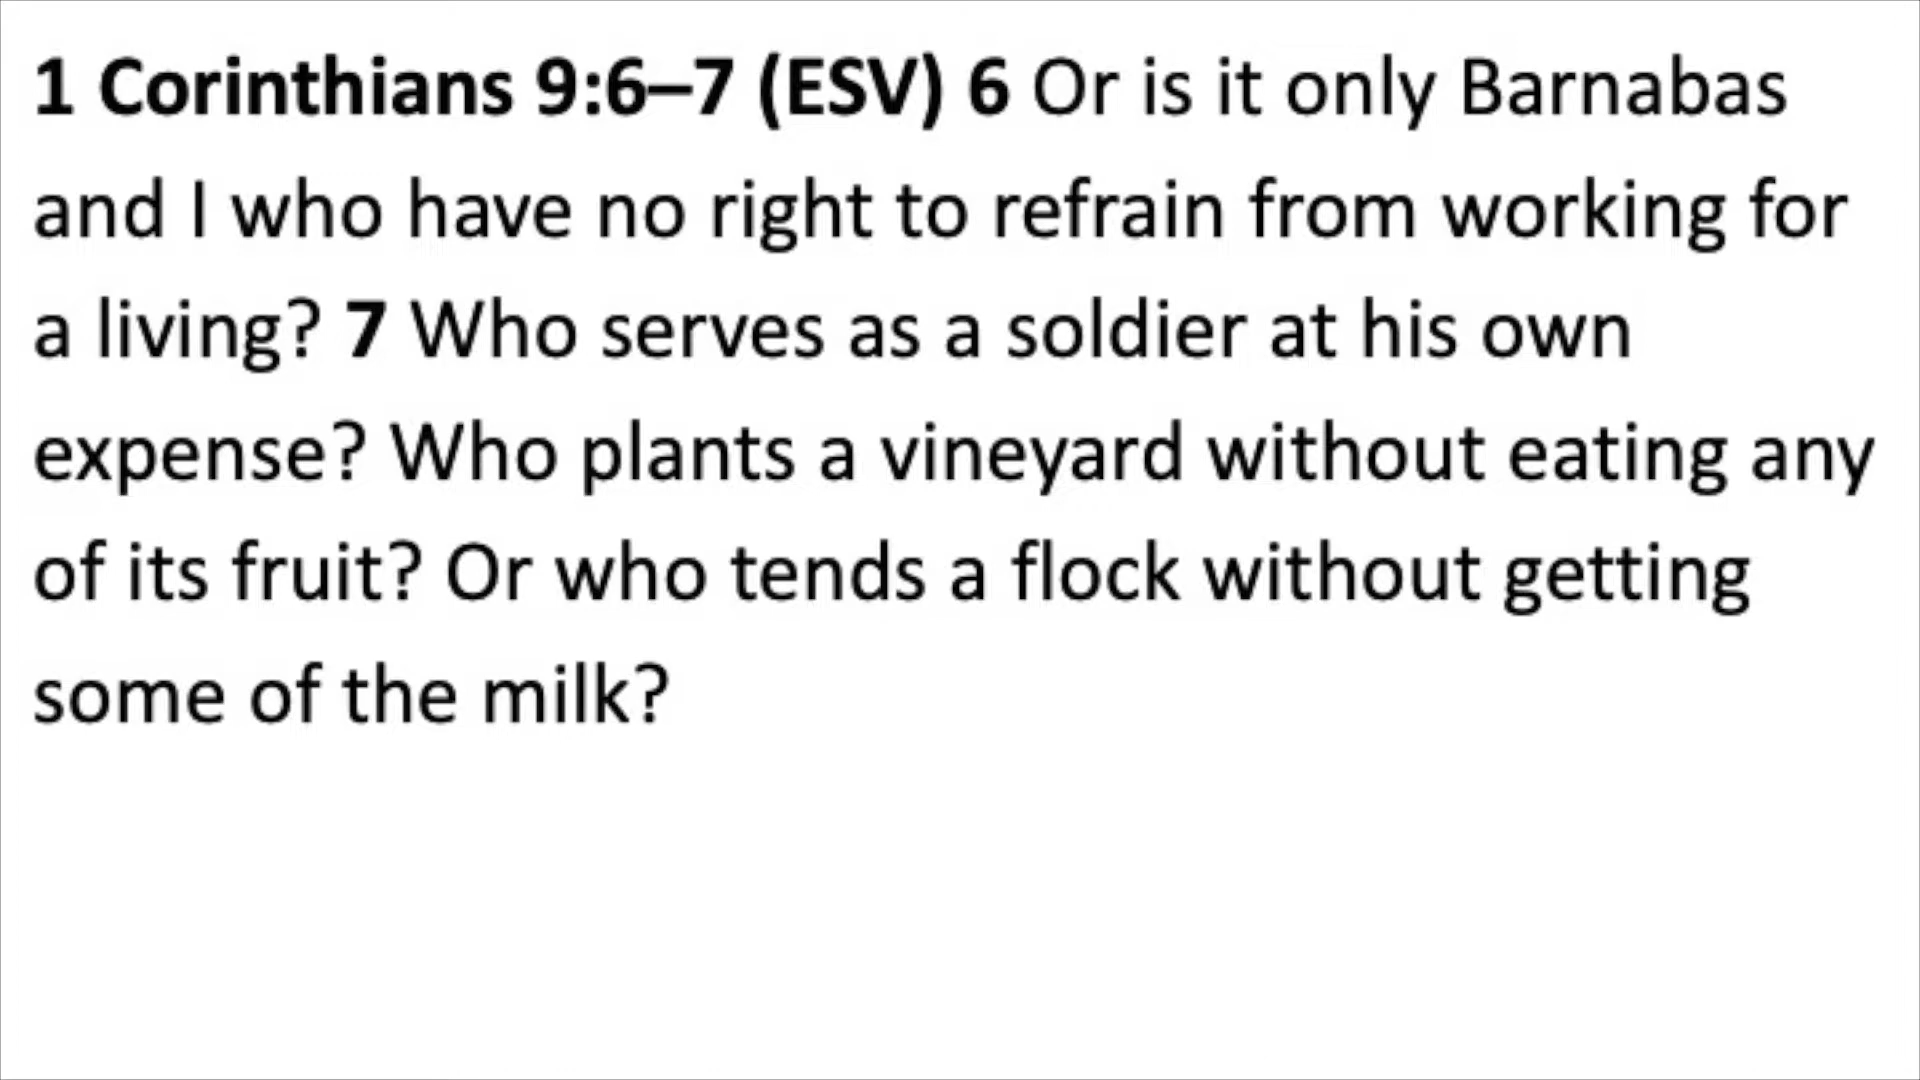 1 Corinthians 9:6–7 (ESV) 6 Or is it only Barnabas
and I who have no right to refrain from working for
a living? 7 Who serves as a soldier at his own
expense? Who plants a vineyard without eating any
of its fruit? Or who tends a flock without getting
some of the milk?